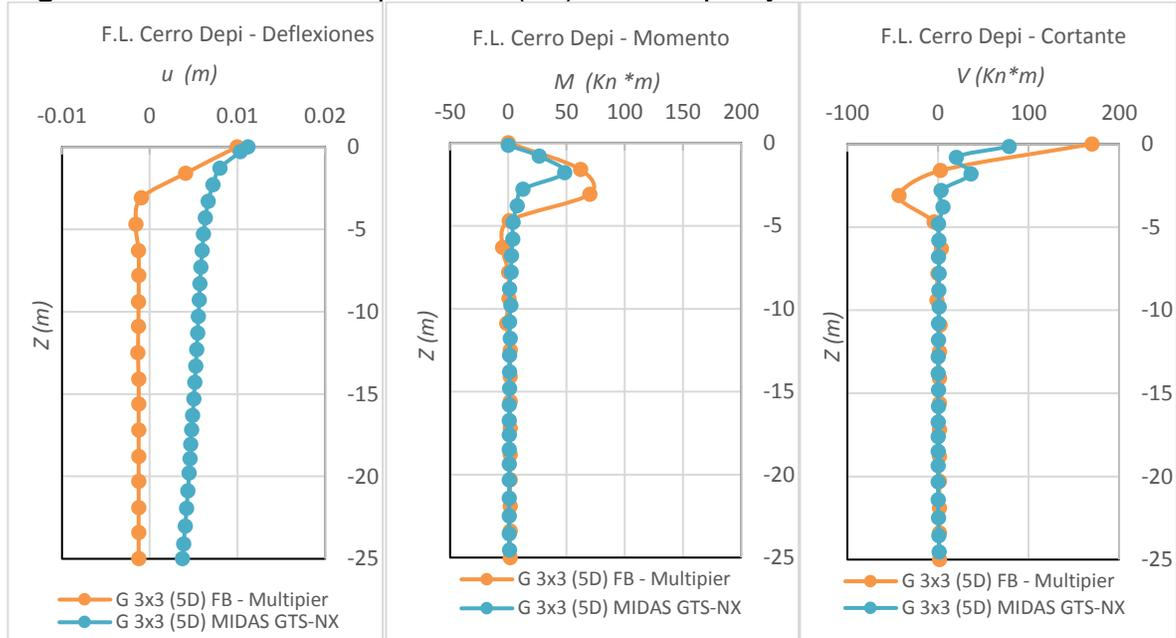 F.L. Cerro Depi - Deflexiones
u (m)
-0.01 0 0.01 0.02
0
-5
-10
-15
-20
-25
Z (m)
G 3x3 (5D) FB - Multipier
G 3x3 (5D) MIDAS GTS-NX
F.L. Cerro Depi - Momento
M (Kn *m)
-50 0 50 100 150 200
0
-5
-10
-15
-20
-25
Z (m)
G 3x3 (5D) FB - Multipier
G 3x3 (5D) MIDAS GTS-NX
F.L. Cerro Depi - Cortante
V (Kn*m)
-100 0 100 200
0
-5
-10
-15
-20
-25
Z (m)
G 3x3 (5D) FB - Multipier
G 3x3 (5D) MIDAS GTS-NX